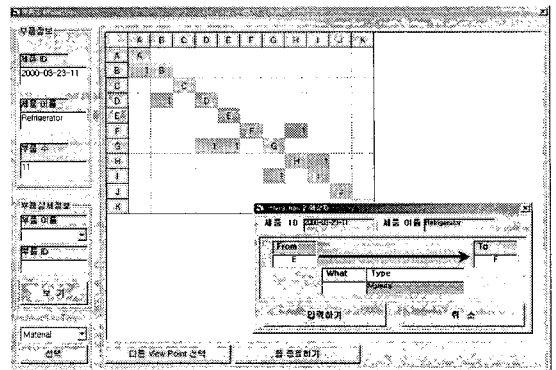 부품정보
제품 ID
2000-03-23-11
제품 이름
Refrigerator
부품 수
11
부품상세정보
부품 이름
부품 ID
보 기
Material
선택
A B C D E F G H I J K
A A
B 1 B
C C
D 1 D
E E
F F 1
G 1 1 G
H H 1
I 1 I
J J
K
제품 ID 2000-03-23-11 제품 이름 Refrigerator
From To
E F
What Type
Material
입력하기 취 소
다른 View Point 선택 폼 종료하기